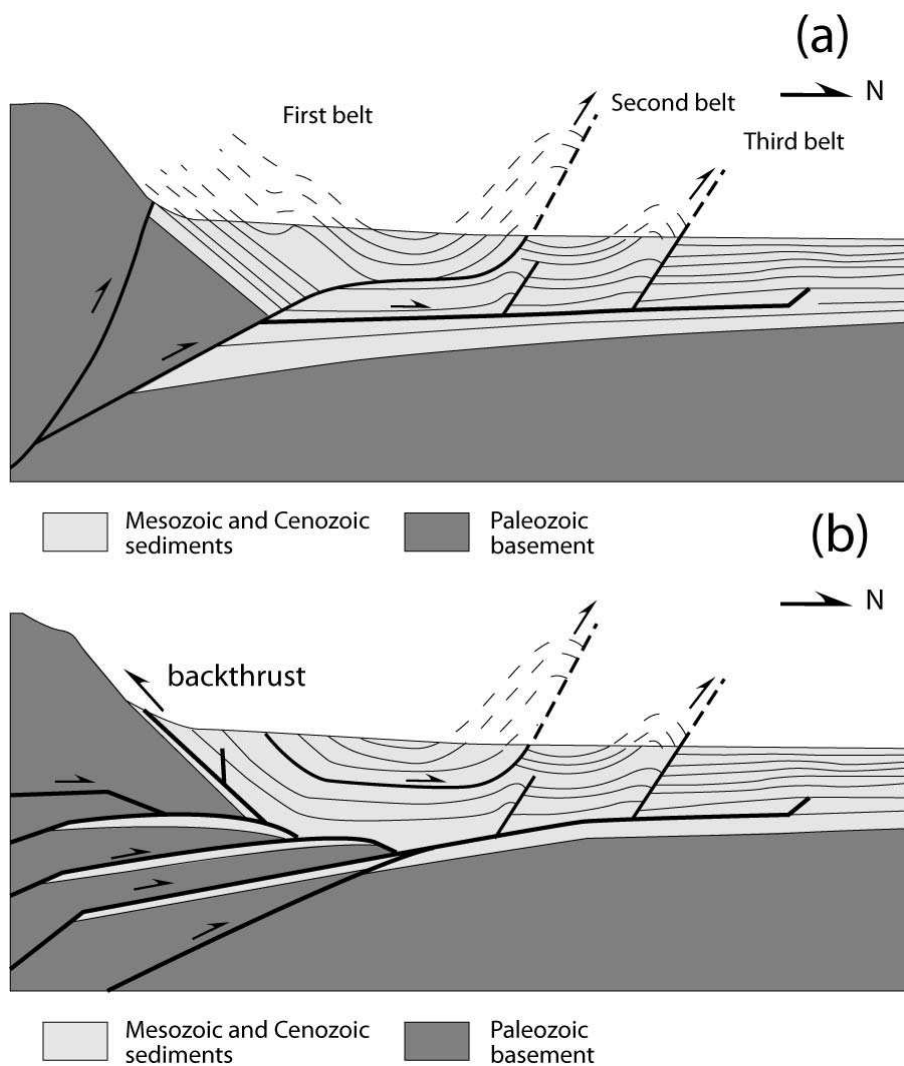 (a)
N
First belt
Second belt
Third belt
Mesozoic and Cenozoic
sediments
Paleozoic
basement
(b)
N
backthrust
Mesozoic and Cenozoic
sediments
Paleozoic
basement